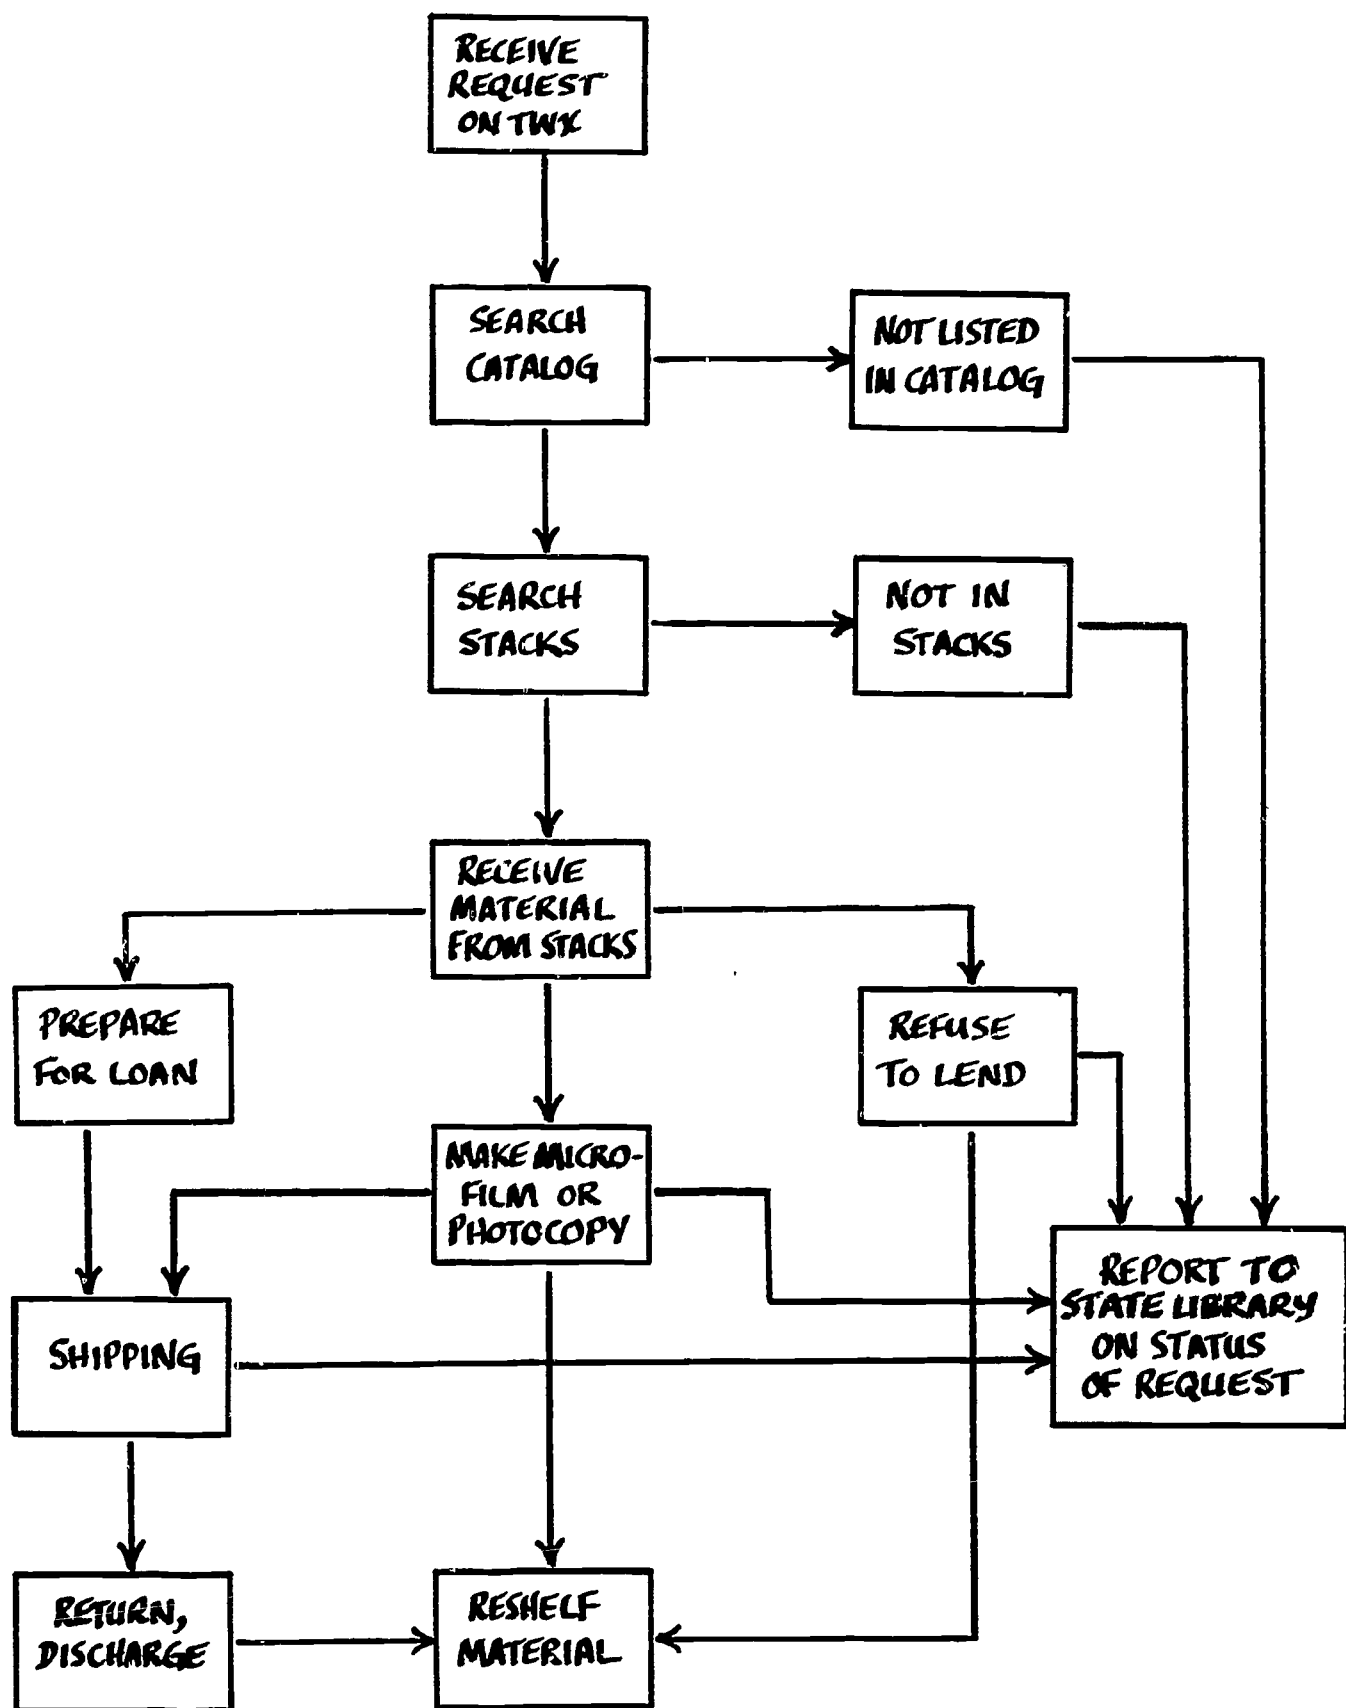 RECEIVE
REQUEST
ON TWX
SEARCH
CATALOG
NOT LISTED
IN CATALOG
SEARCH
STACKS
NOT IN
STACKS
RECEIVE
MATERIAL
FROM STACKS
PREPARE
FOR LOAN
REFUSE
TO LEND
MAKE MICRO-
FILM OR
PHOTOCOPY
SHIPPING
REPORT TO
STATE LIBRARY
ON STATUS
OF REQUEST
RETURN,
DISCHARGE
RESHELF
MATERIAL